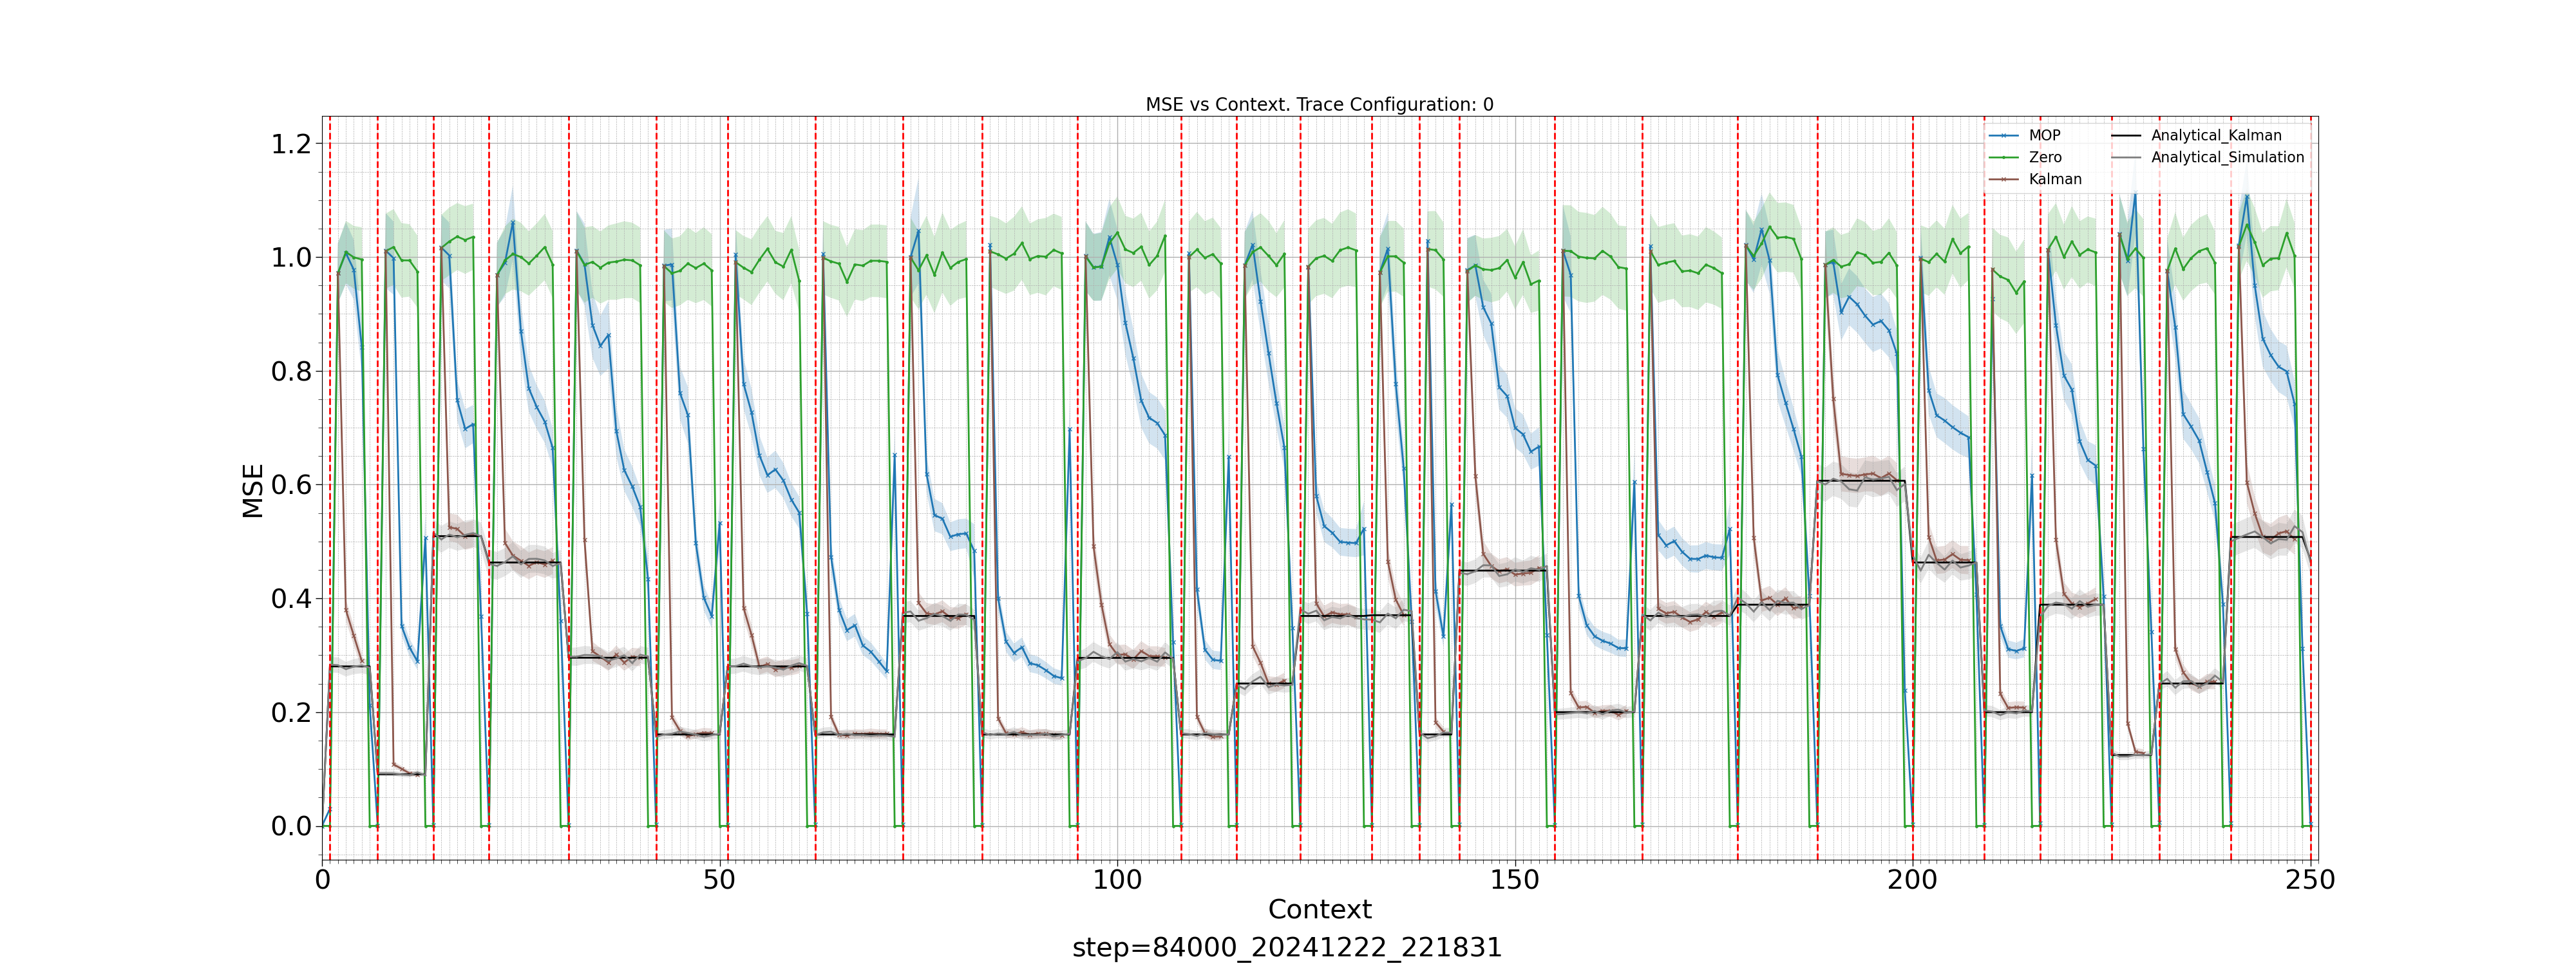 MSE vs Context. Trace Configuration: 0
MOP
Zero
Kalman
Analytical_Kalman
Analytical_Simulation
MSE
1.2
1.0
0.8
0.6
0.4
0.2
0.0
0 50 100 150 200 250
Context
step=84000_20241222_221831